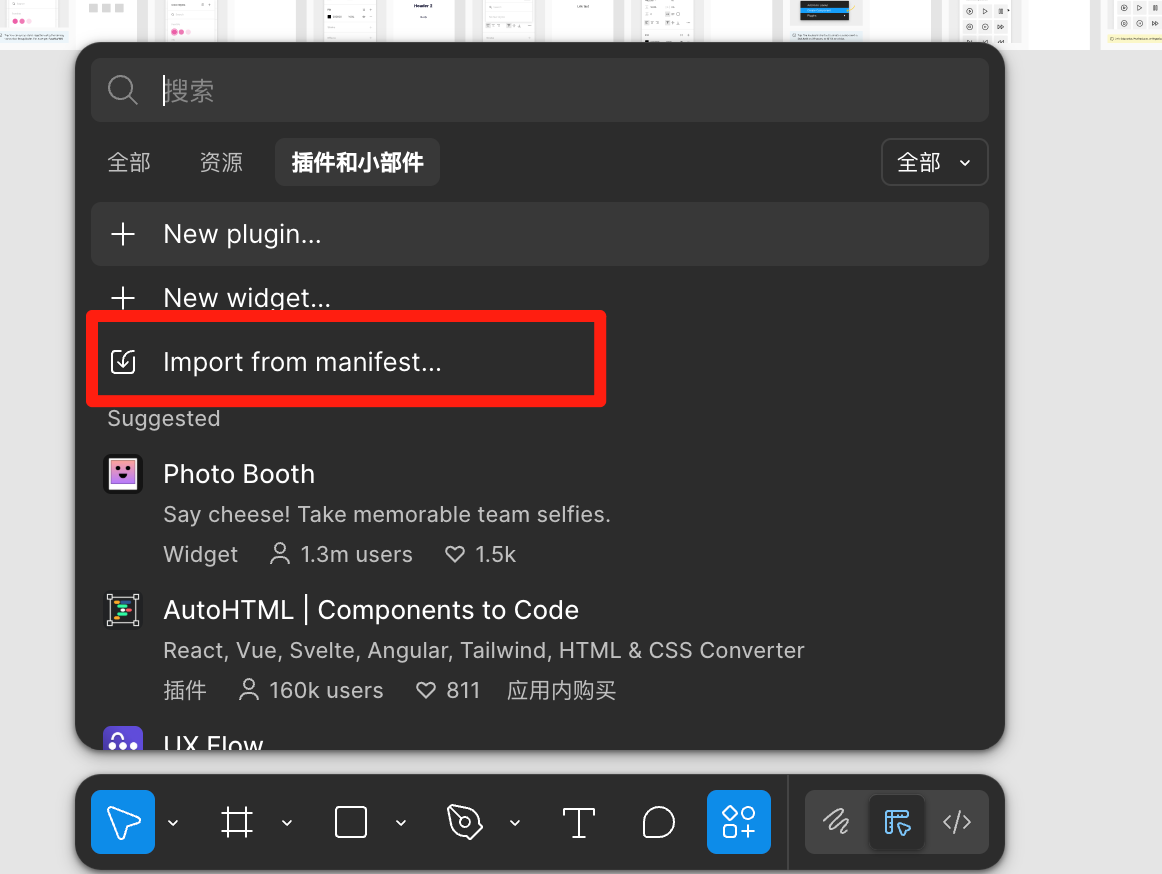 Header 2
搜索
全部
资源
插件和小部件
全部
New plugin...
New widget...
Import from manifest...
Suggested
Photo Booth
Say cheese! Take memorable team selfies.
Widget 1.3m users 1.5k
AutoHTML | Components to Code
React, Vue, Svelte, Angular, Tailwind, HTML & CSS Converter
插件 160k users 811 应用内购买
UX Flow